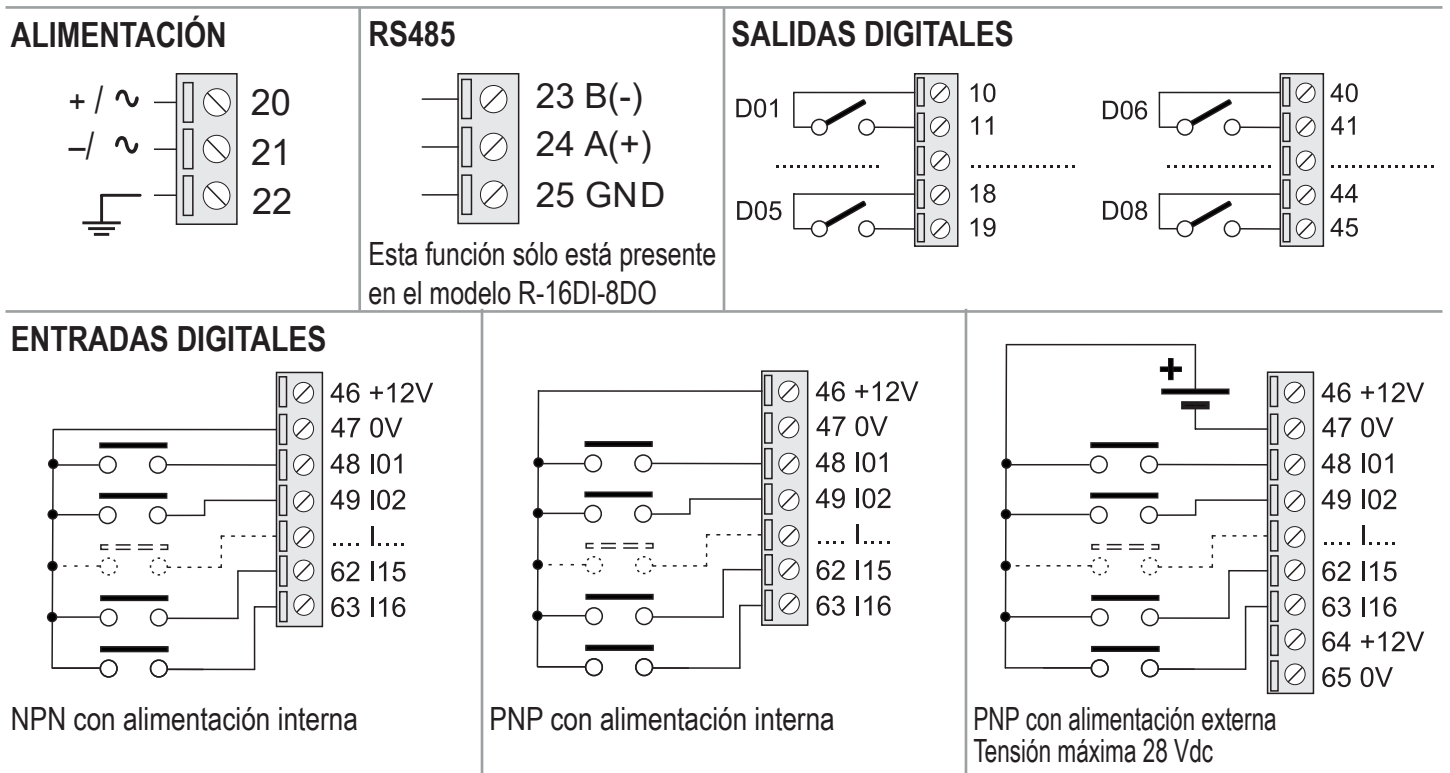 ALIMENTACIÓN
+ / ∿
20
–/ ∿
21
22
RS485
23 B(-)
24 A(+)
25 GND
Esta función sólo está presente
en el modelo R-16DI-8DO
SALIDAS DIGITALES
D01
10
11
....................
D05
18
19
D06
40
41
....................
D08
44
45
ENTRADAS DIGITALES
46 +12V
47 0V
48 I01
49 I02
.... I....
62 I15
63 I16
NPN con alimentación interna
46 +12V
47 0V
48 I01
49 I02
.... I....
62 I15
63 I16
PNP con alimentación interna
+
46 +12V
47 0V
48 I01
49 I02
.... I....
62 I15
63 I16
64 +12V
65 0V
PNP con alimentación externa
Tensión máxima 28 Vdc